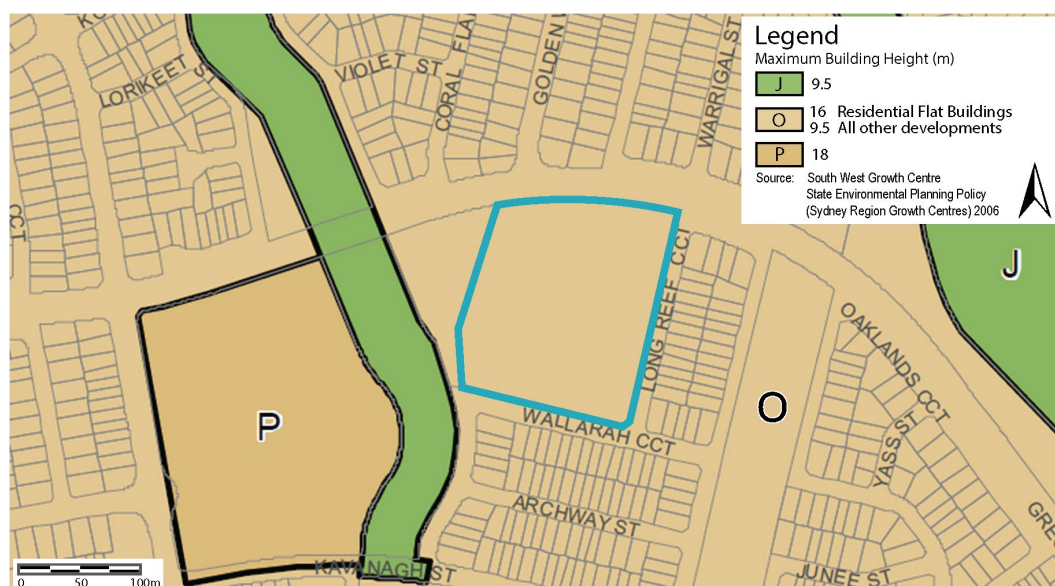 Legend
Maximum Building Height (m)
J 9.5
O 16 Residential Flat Buildings
9.5 All other developments
P 18
Source: South West Growth Centre
State Environmental Planning Policy
(Sydney Region Growth Centres) 2006
LORIKEET
VIOLET ST
CORAL
GOLDEN
WARRIGAL ST
CCT
J
LONG REEF CCT
OAKLANDS CCT
P
O
WALLARAH CCT
YASS ST
ARCHWAY ST
KAVANAGH ST
JUNEE ST
0 50 100m